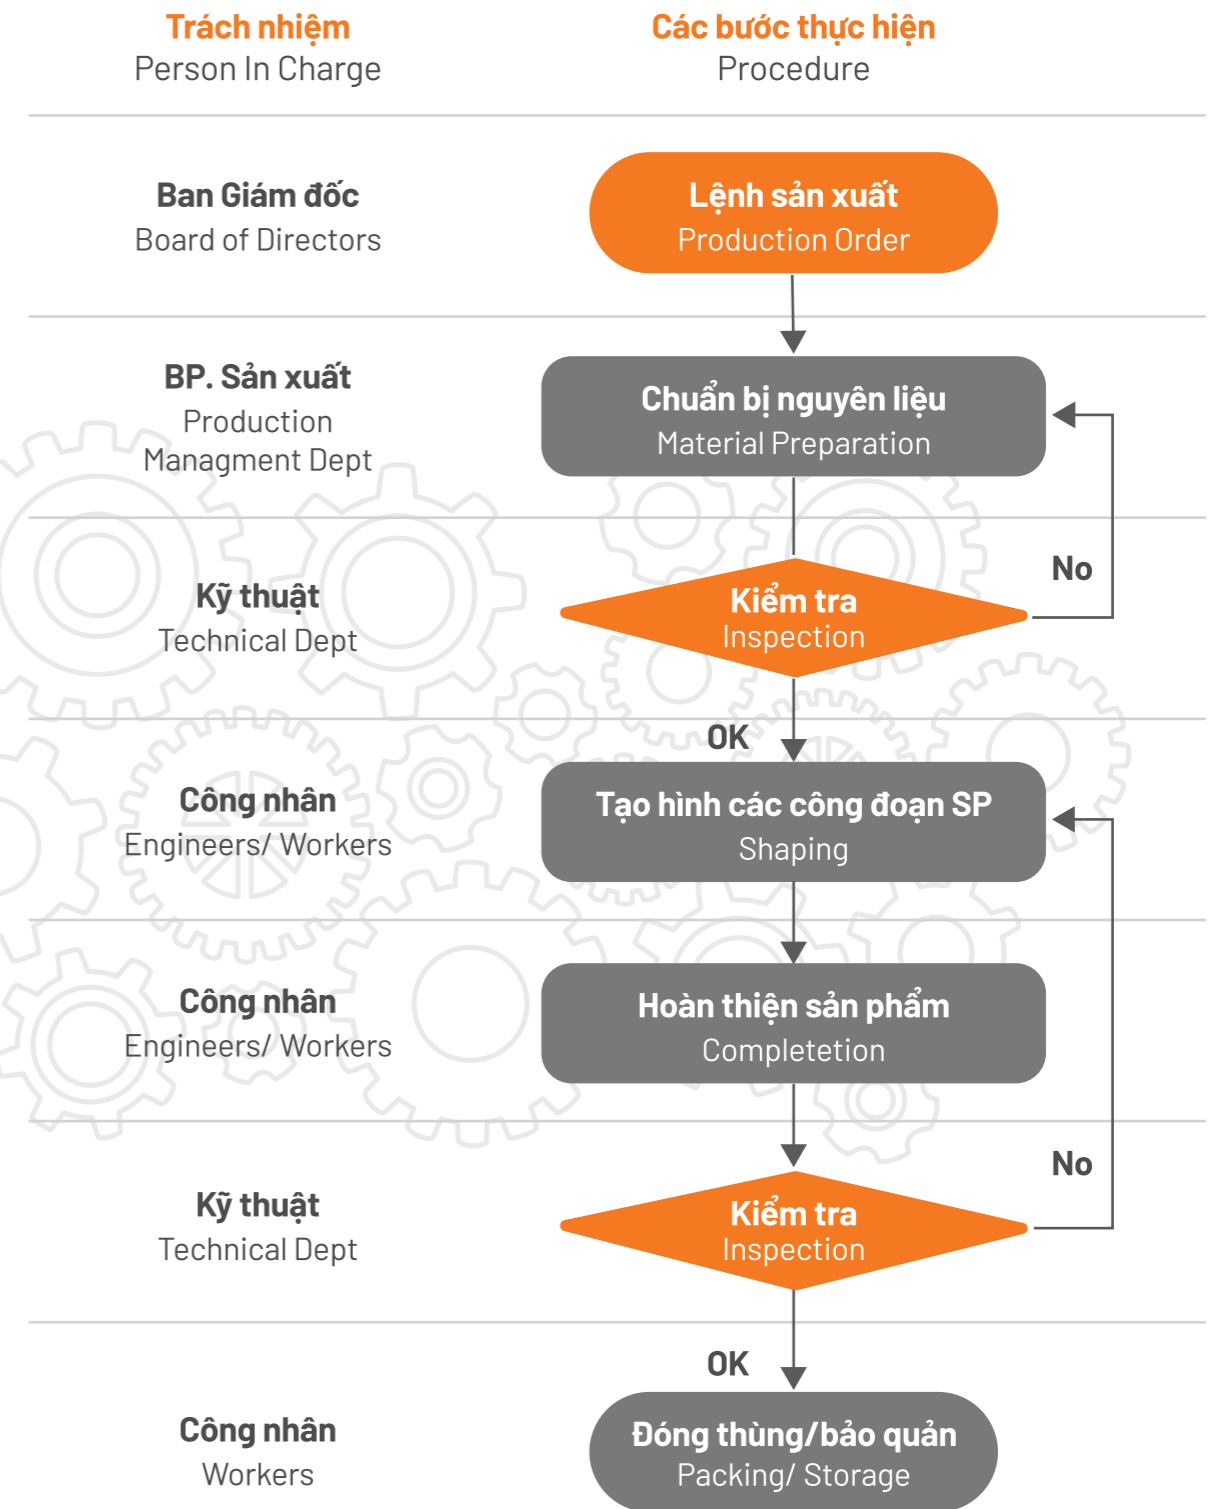 Trách nhiệm
Person In Charge
Các bước thực hiện
Procedure
Ban Giám đốc
Board of Directors
Lệnh sản xuất
Production Order
BP. Sản xuất
Production
Managment Dept
Chuẩn bị nguyên liệu
Material Preparation
Kỹ thuật
Technical Dept
Kiểm tra
Inspection
No
OK
Công nhân
Engineers/ Workers
Tạo hình các công đoạn SP
Shaping
Công nhân
Engineers/ Workers
Hoàn thiện sản phẩm
Completetion
Kỹ thuật
Technical Dept
Kiểm tra
Inspection
No
OK
Công nhân
Workers
Đóng thùng/bảo quản
Packing/ Storage